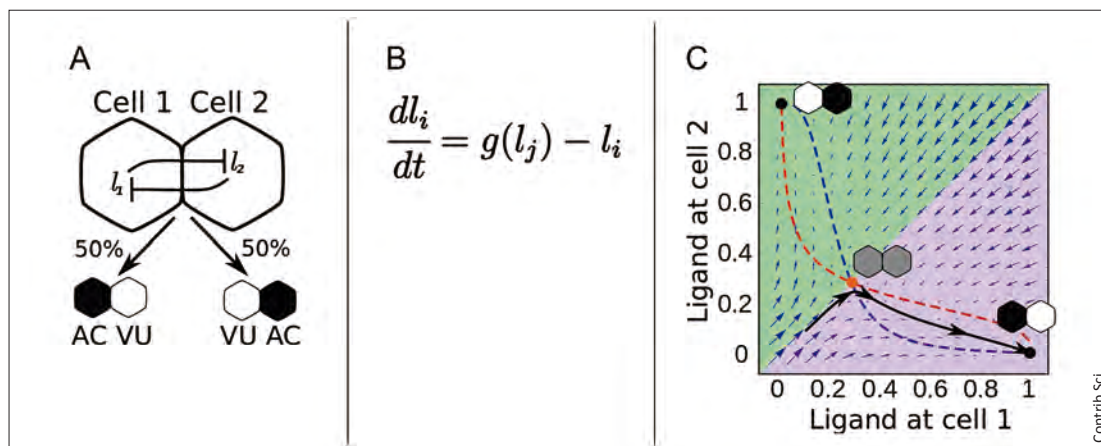 A
Cell 1 Cell 2
l₁
l₂
50%
50%
AC VU
VU AC
B
dlᵢ/dt = g(lⱼ) − lᵢ
C
Ligand at cell 2
1
0.8
0.6
0.4
0.2
0
0 0.2 0.4 0.6 0.8 1
Ligand at cell 1
Contrib Sci